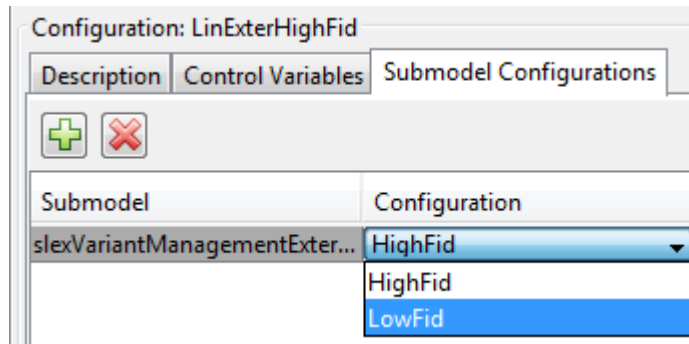 Configuration: LinExterHighFid
Description Control Variables Submodel Configurations
Submodel Configuration
slexVariantManagementExter... HighFid
HighFid
LowFid